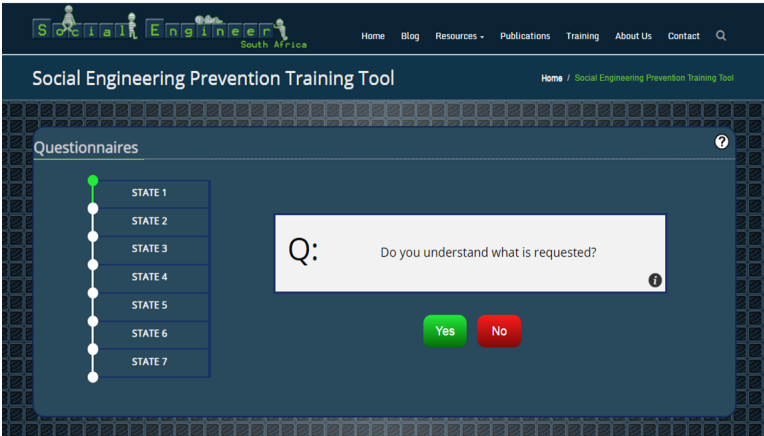 Social Engineer
South Africa
Home Blog Resources Publications Training About Us Contact
Social Engineering Prevention Training Tool
Home / Social Engineering Prevention Training Tool
Questionnaires
?
STATE 1
STATE 2
STATE 3
STATE 4
STATE 5
STATE 6
STATE 7
Q: Do you understand what is requested?
i
Yes No